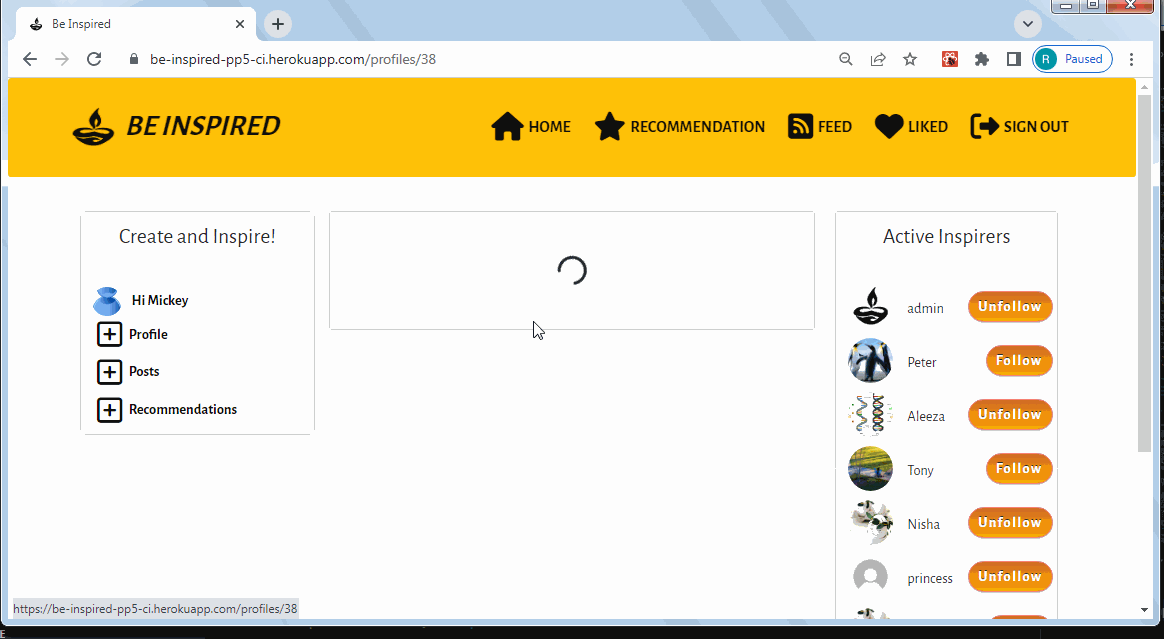 Be Inspired
be-inspired-pp5-ci.herokuapp.com/profiles/38
R Paused
BE INSPIRED
HOME
RECOMMENDATION
FEED
LIKED
SIGN OUT
Create and Inspire!
Hi Mickey
Profile
Posts
Recommendations
Active Inspirers
admin Unfollow
Peter Follow
Aleeza Unfollow
Tony Follow
Nisha Unfollow
princess Unfollow
https://be-inspired-pp5-ci.herokuapp.com/profiles/38
E